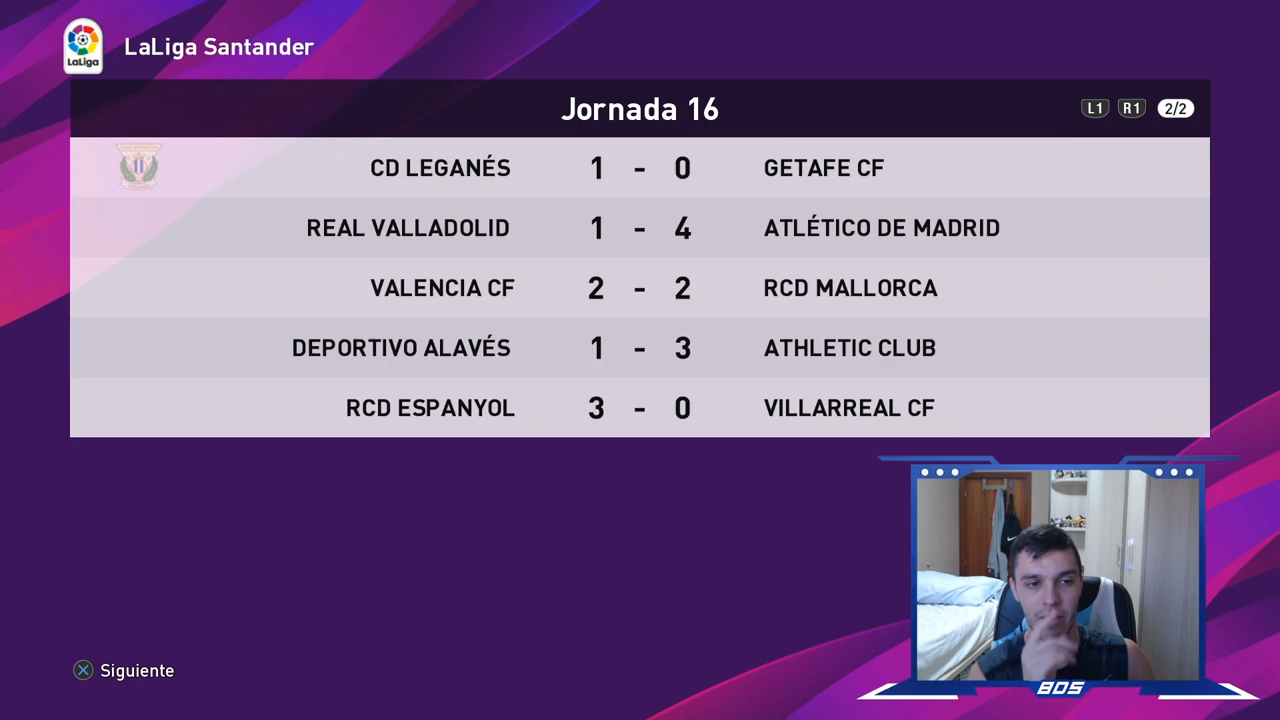 LaLiga
LaLiga Santander
Jornada 16
L1 R1 2/2
CD LEGANÉS 1 - 0 GETAFE CF
REAL VALLADOLID 1 - 4 ATLÉTICO DE MADRID
VALENCIA CF 2 - 2 RCD MALLORCA
DEPORTIVO ALAVÉS 1 - 3 ATHLETIC CLUB
RCD ESPANYOL 3 - 0 VILLARREAL CF
Siguiente
BDS